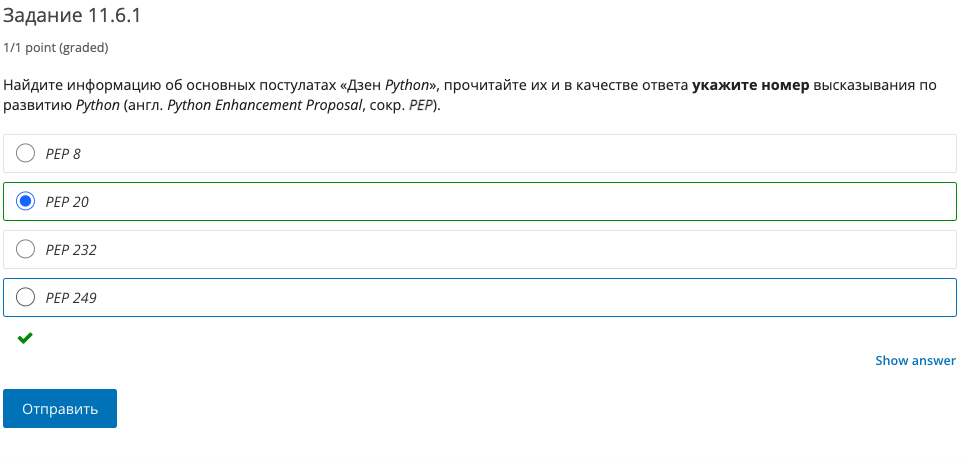 Задание 11.6.1
1/1 point (graded)
Найдите информацию об основных постулатах «Дзен Python», прочитайте их и в качестве ответа укажите номер высказывания по
развитию Python (англ. Python Enhancement Proposal, сокр. PEP).
PEP 8
PEP 20
PEP 232
PEP 249
Show answer
Отправить